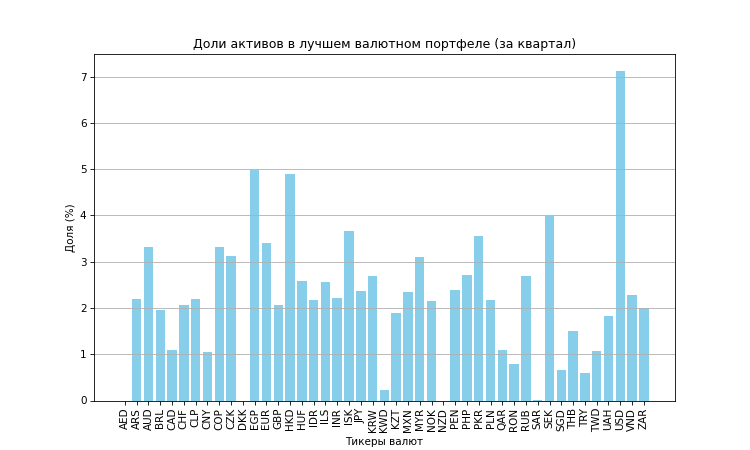 Доли активов в лучшем валютном портфеле (за квартал)
Доля (%)
7
6
5
4
3
2
1
0
AED ARS AUD BRL CAD CHF CLP CNY COP CZK DKK EGP EUR GBP HKD HUF IDR ILS INR ISK JPY KRW KWD KZT MXN MYR NOK NZD PEN PHP PKR PLN QAR RON RUB SAR SEK SGD THB TRY TWD UAH USD VND ZAR
Тикеры валют